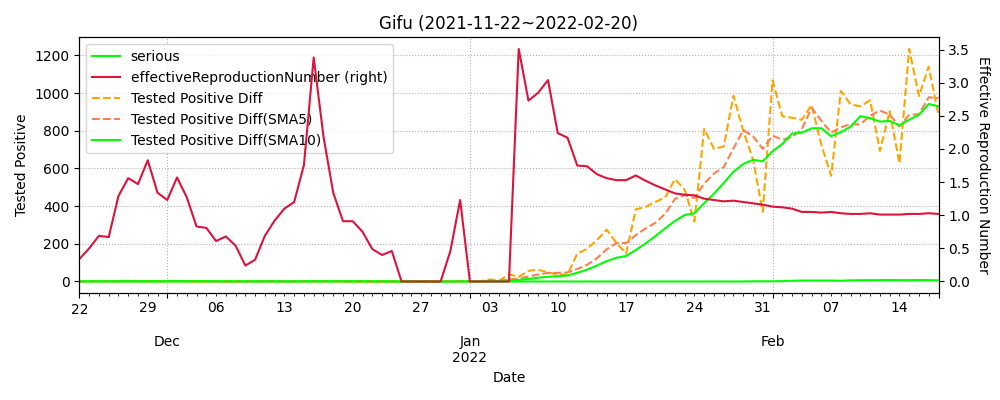 Gifu (2021-11-22~2022-02-20)
serious
effectiveReproductionNumber (right)
Tested Positive Diff
Tested Positive Diff(SMA5)
Tested Positive Diff(SMA10)
Tested Positive
1200
1000
800
600
400
200
0
Effective Reproduction Number
3.5
3.0
2.5
2.0
1.5
1.0
0.5
0.0
22 29 06 13 20 27 03 10 17 24 31 07 14
Dec Jan Feb
2022
Date